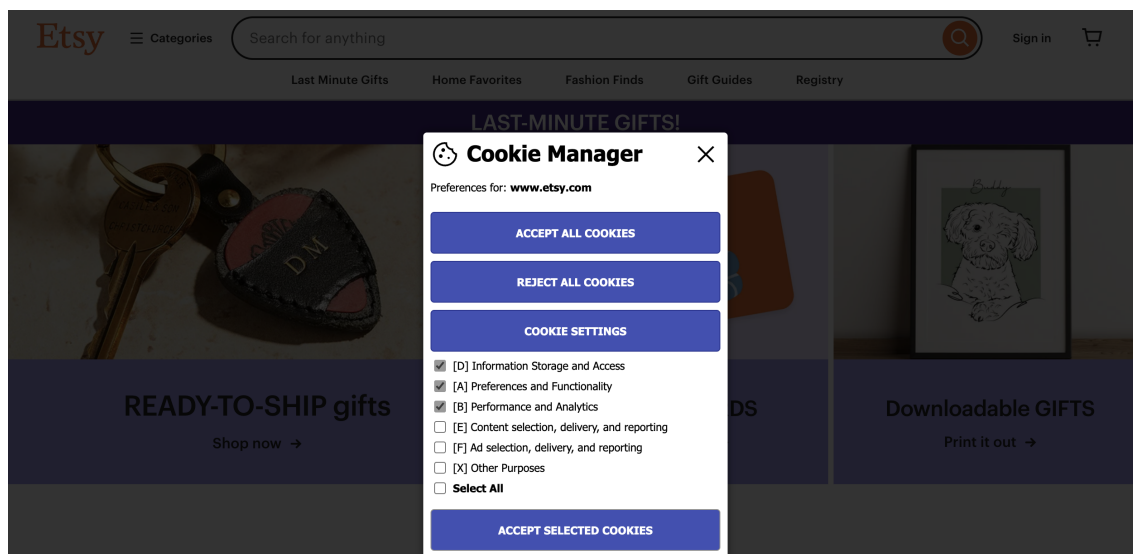 Etsy
Categories
Search for anything
Sign in
Last Minute Gifts Home Favorites Fashion Finds Gift Guides Registry
LAST-MINUTE GIFTS!
Cookie Manager
Preferences for: www.etsy.com
ACCEPT ALL COOKIES
REJECT ALL COOKIES
COOKIE SETTINGS
[D] Information Storage and Access
[A] Preferences and Functionality
[B] Performance and Analytics
[E] Content selection, delivery, and reporting
[F] Ad selection, delivery, and reporting
[X] Other Purposes
Select All
ACCEPT SELECTED COOKIES
DM
READY-TO-SHIP gifts
Shop now →
DS
Buddy
Downloadable GIFTS
Print it out →